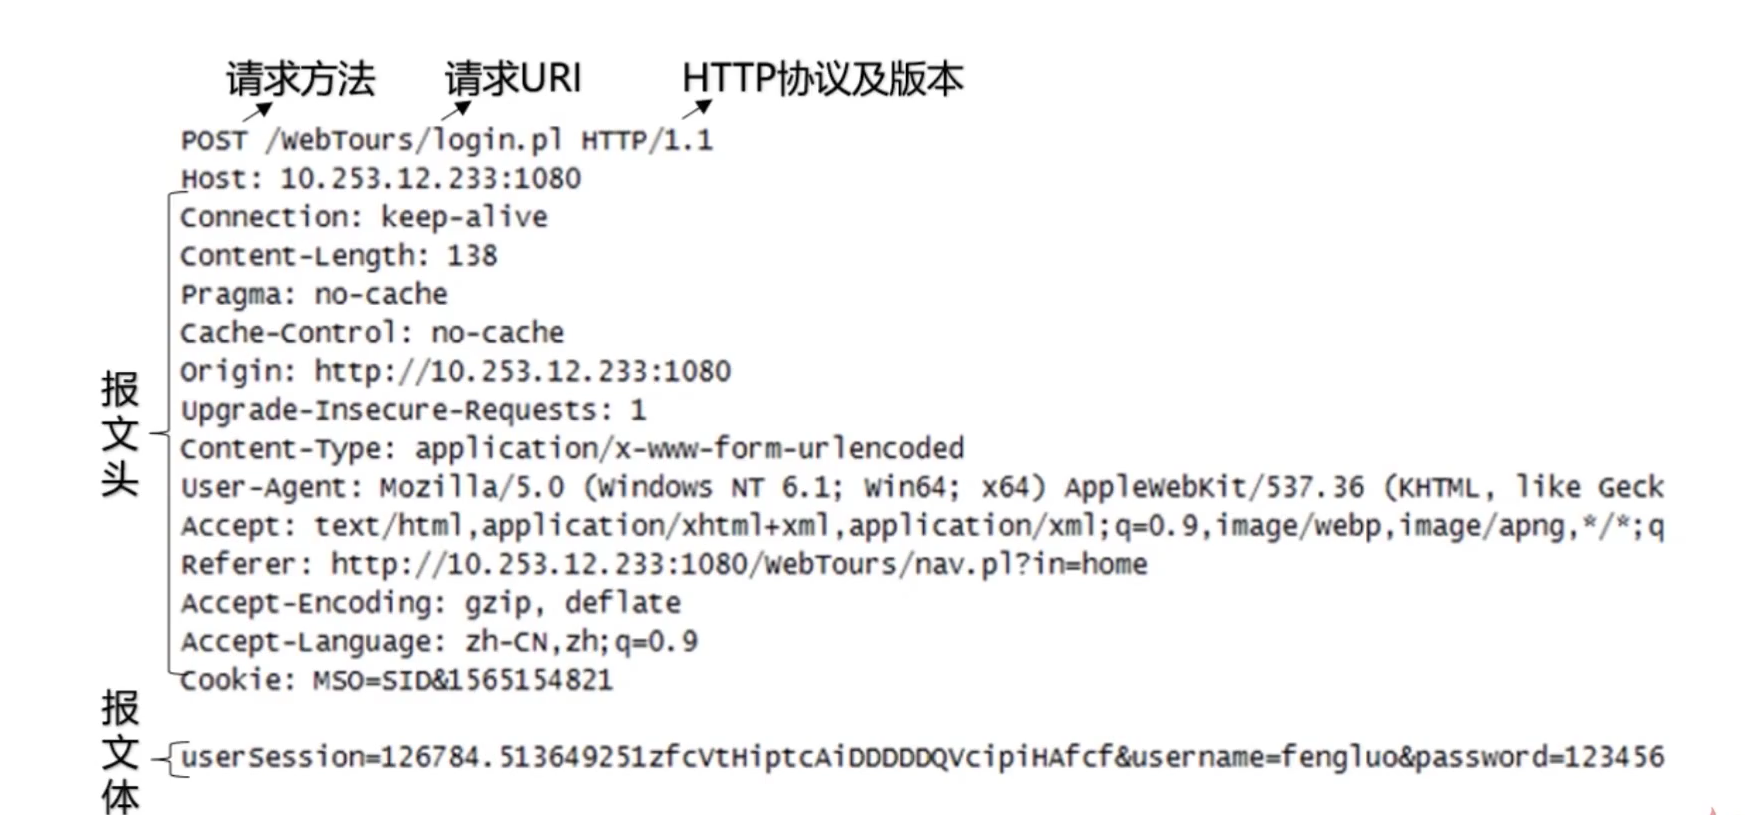 请求方法 请求URI HTTP协议及版本
POST /WebTours/login.pl HTTP/1.1
Host: 10.253.12.233:1080
Connection: keep-alive
Content-Length: 138
Pragma: no-cache
Cache-Control: no-cache
Origin: http://10.253.12.233:1080
Upgrade-Insecure-Requests: 1
Content-Type: application/x-www-form-urlencoded
User-Agent: Mozilla/5.0 (Windows NT 6.1; Win64; x64) AppleWebKit/537.36 (KHTML, like Geck
Accept: text/html,application/xhtml+xml,application/xml;q=0.9,image/webp,image/apng,*/*;q
Referer: http://10.253.12.233:1080/WebTours/nav.pl?in=home
Accept-Encoding: gzip, deflate
Accept-Language: zh-CN,zh;q=0.9
Cookie: MSO=SID&1565154821
报文头
userSession=126784.513649251zfcVtHiptcAiDDDDDQVcipiHAfcf&username=fengluo&password=123456
报文体